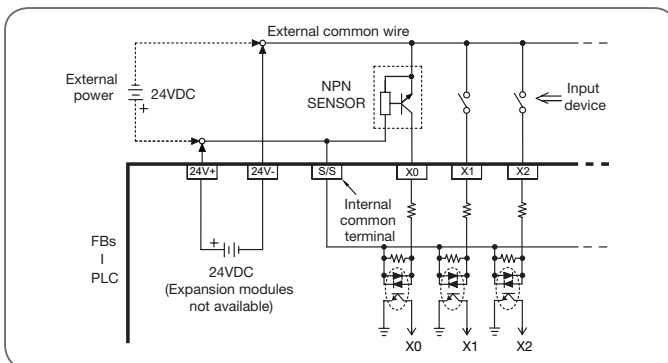 External common wire
External
power
24VDC
+
NPN
SENSOR
Input
device
24V+
24V-
S/S
X0
X1
X2
Internal
common
terminal
FBs
I
PLC
+
24VDC
(Expansion modules
not available)
X0
X1
X2